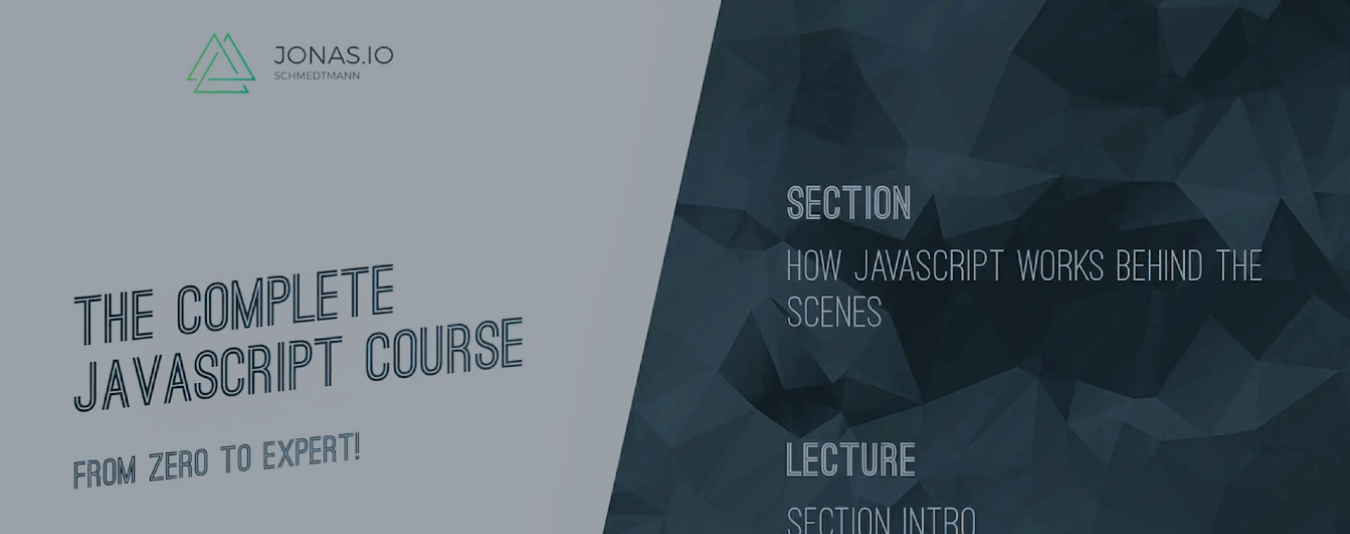 JONAS.IO
SCHMEDTMANN
THE COMPLETE
JAVASCRIPT COURSE
FROM ZERO TO EXPERT!
SECTION
HOW JAVASCRIPT WORKS BEHIND THE
SCENES
LECTURE
SECTION INTRO